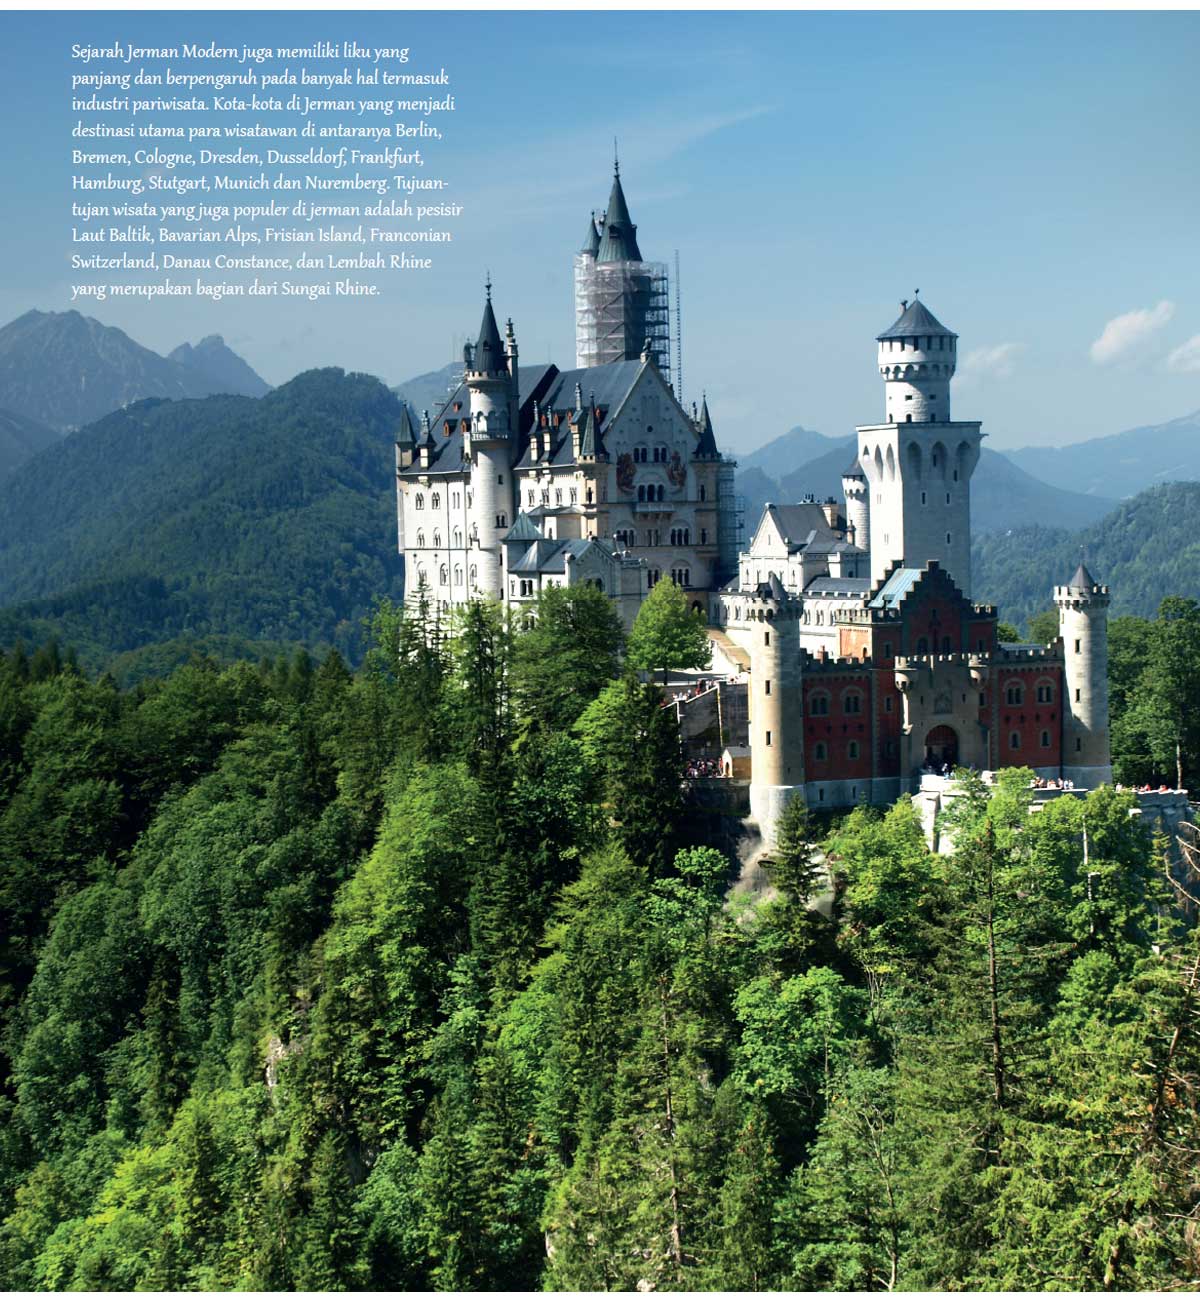 Sejarah Jerman Modern juga memiliki liku yang
panjang dan berpengaruh pada banyak hal termasuk
industri pariwisata. Kota-kota di Jerman yang menjadi
destinasi utama para wisatawan di antaranya Berlin,
Bremen, Cologne, Dresden, Dusseldorf, Frankfurt,
Hamburg, Stutgart, Munich dan Nuremberg. Tujuan-
tujan wisata yang juga populer di jerman adalah pesisir
Laut Baltik, Bavarian Alps, Frisian Island, Franconian
Switzerland, Danau Constance, dan Lembah Rhine
yang merupakan bagian dari Sungai Rhine.